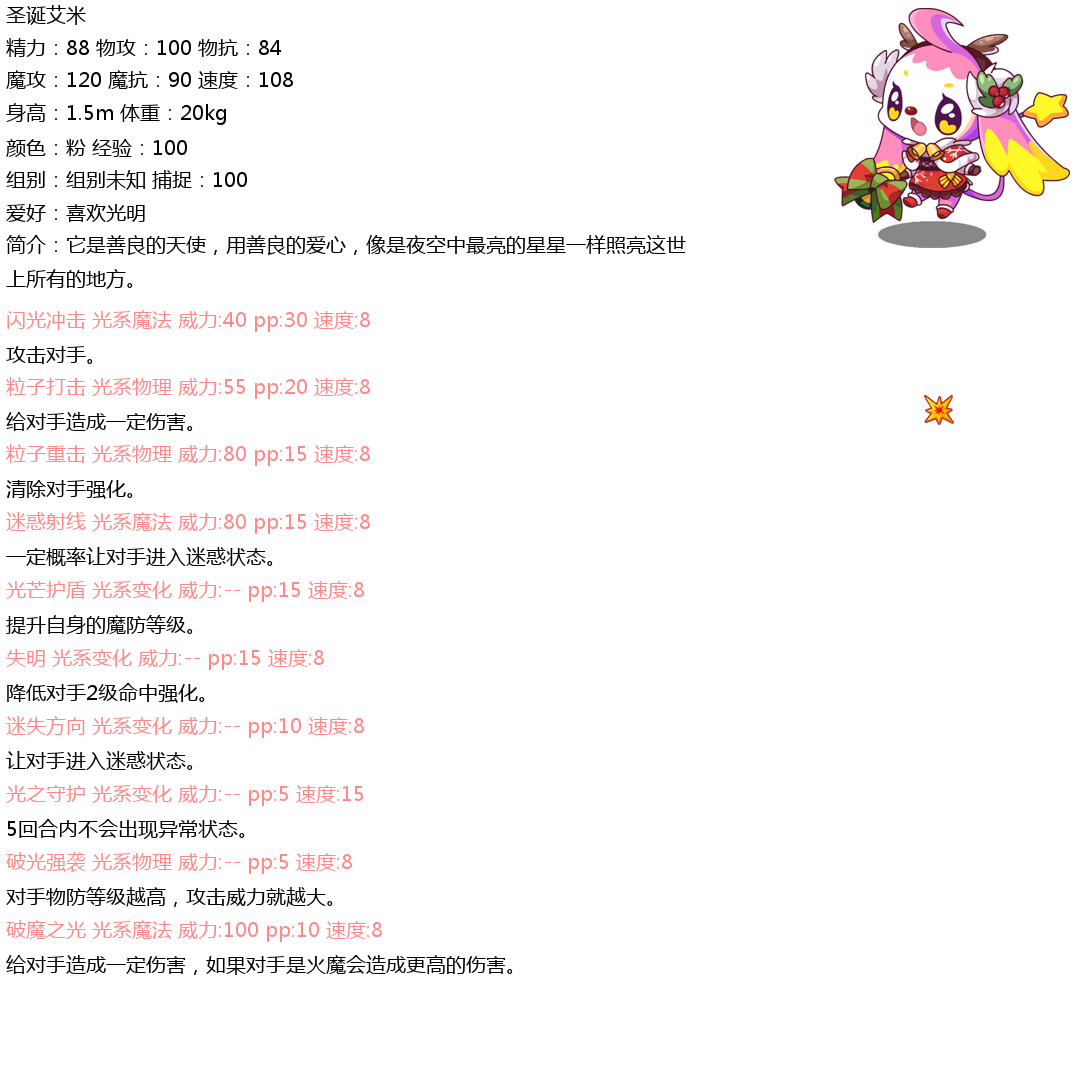 圣诞艾米
精力：88 物攻：100 物抗：84
魔攻：120 魔抗：90 速度：108
身高：1.5m 体重：20kg
颜色：粉 经验：100
组别：组别未知 捕捉：100
爱好：喜欢光明
简介：它是善良的天使，用善良的爱心，像是夜空中最亮的星星一样照亮这世
上所有的地方。
闪光冲击 光系魔法 威力:40 pp:30 速度:8
攻击对手。
粒子打击 光系物理 威力:55 pp:20 速度:8
给对手造成一定伤害。
粒子重击 光系物理 威力:80 pp:15 速度:8
清除对手强化。
迷惑射线 光系魔法 威力:80 pp:15 速度:8
一定概率让对手进入迷惑状态。
光芒护盾 光系变化 威力:-- pp:15 速度:8
提升自身的魔防等级。
失明 光系变化 威力:-- pp:15 速度:8
降低对手2级命中强化。
迷失方向 光系变化 威力:-- pp:10 速度:8
让对手进入迷惑状态。
光之守护 光系变化 威力:-- pp:5 速度:15
5回合内不会出现异常状态。
破光强袭 光系物理 威力:-- pp:5 速度:8
对手物防等级越高，攻击威力就越大。
破魔之光 光系魔法 威力:100 pp:10 速度:8
给对手造成一定伤害，如果对手是火魔会造成更高的伤害。